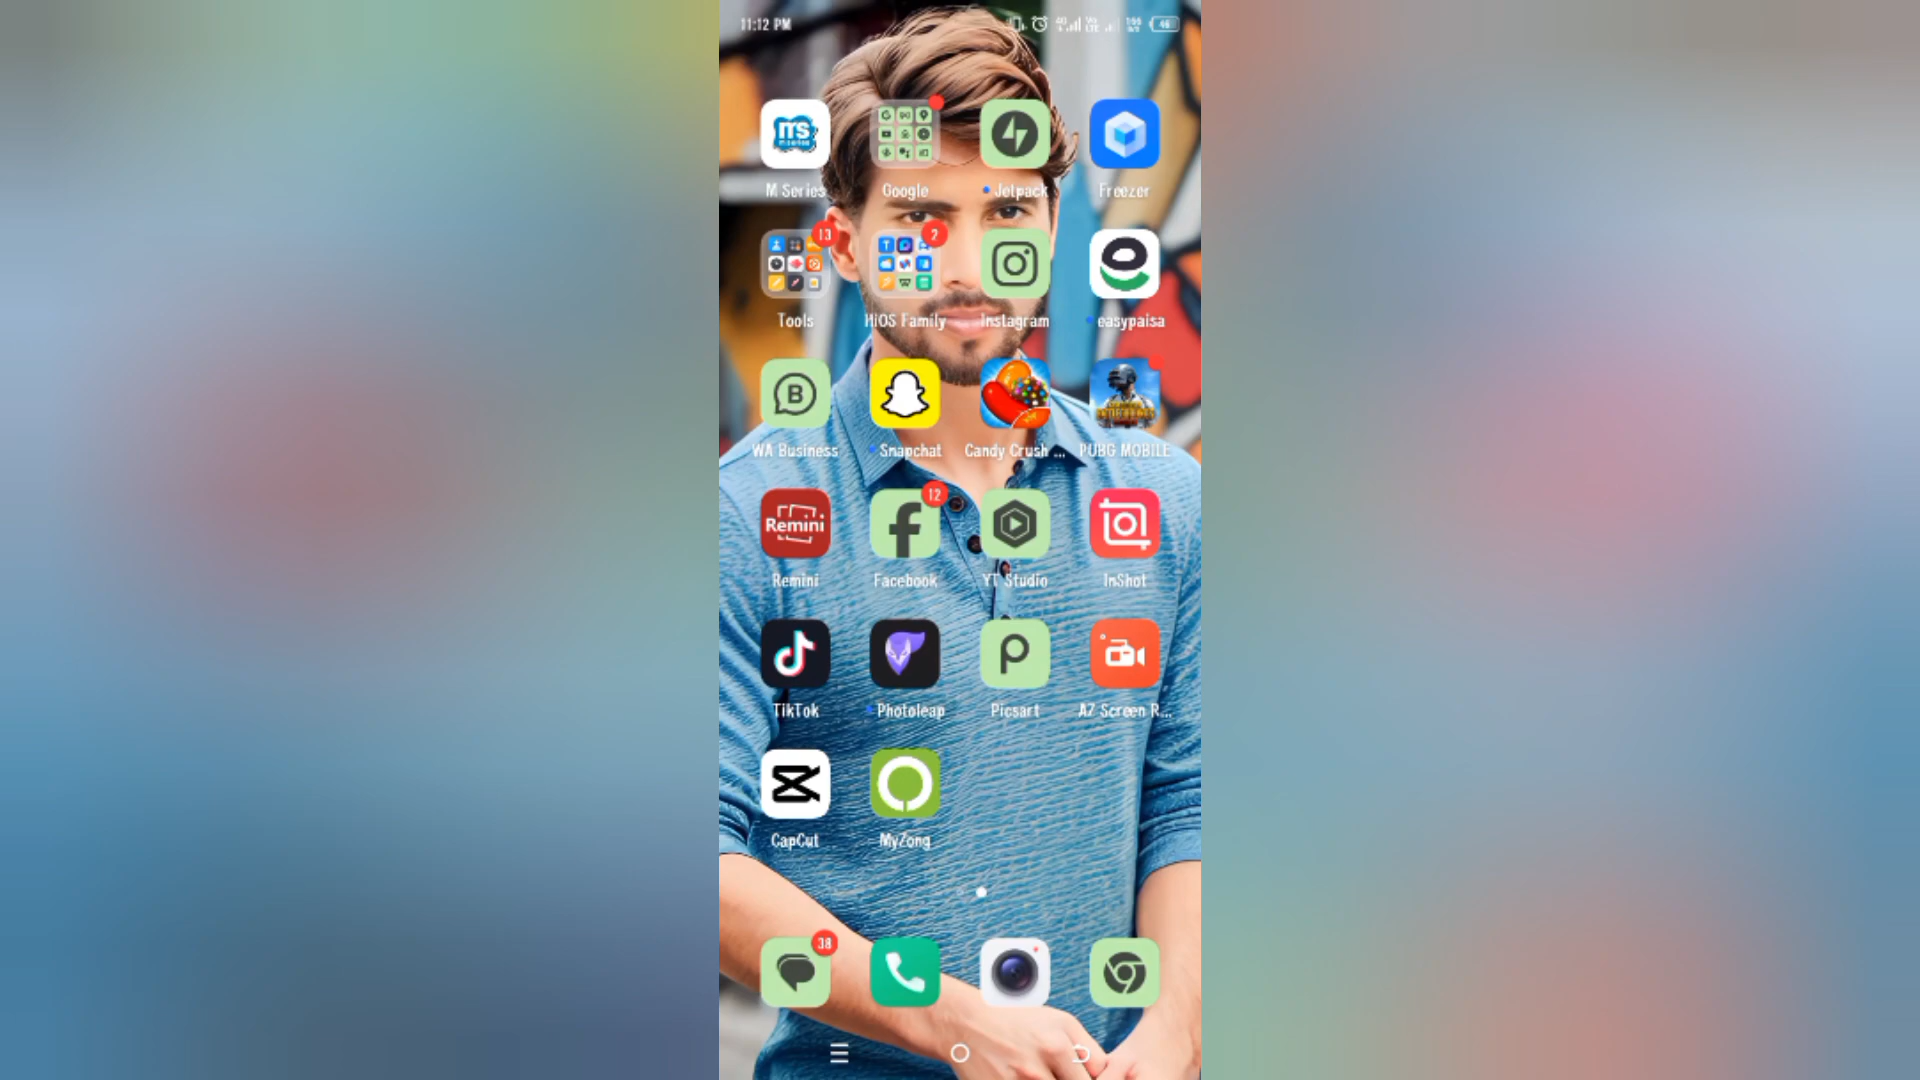 11:12 PM 46
M Series Google Jetpack Freezer
13 2
Tools HiOS Family Instagram easypaisa
B
WA Business Snapchat Candy Crush ... PUBG MOBILE
Remini 12
Remini Facebook YT Studio InShot
TikTok Photoleap Picsart AZ Screen R...
CapCut MyZong
38